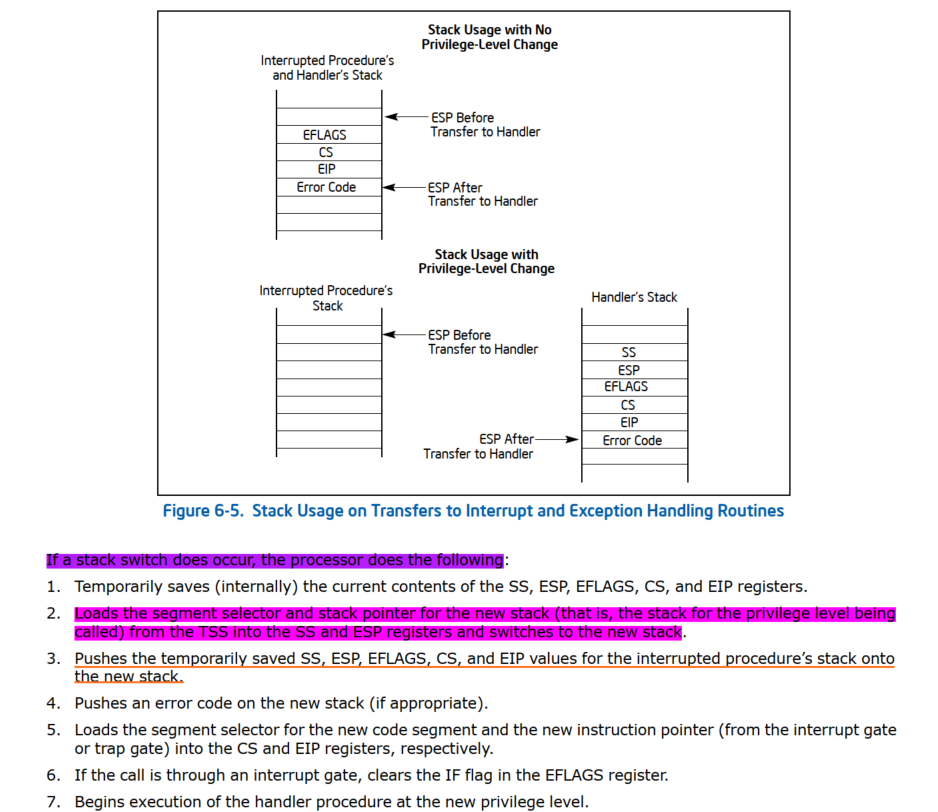 Stack Usage with No
Privilege-Level Change
Interrupted Procedure's
and Handler's Stack
ESP Before
Transfer to Handler
EFLAGS
CS
EIP
Error Code
ESP After
Transfer to Handler
Stack Usage with
Privilege-Level Change
Interrupted Procedure's
Stack
Handler's Stack
ESP Before
Transfer to Handler
SS
ESP
EFLAGS
CS
EIP
ESP After
Transfer to Handler
Error Code
Figure 6-5. Stack Usage on Transfers to Interrupt and Exception Handling Routines
If a stack switch does occur, the processor does the following:
1. Temporarily saves (internally) the current contents of the SS, ESP, EFLAGS, CS, and EIP registers.
2. Loads the segment selector and stack pointer for the new stack (that is, the stack for the privilege level being
called) from the TSS into the SS and ESP registers and switches to the new stack.
3. Pushes the temporarily saved SS, ESP, EFLAGS, CS, and EIP values for the interrupted procedure's stack onto
the new stack.
4. Pushes an error code on the new stack (if appropriate).
5. Loads the segment selector for the new code segment and the new instruction pointer (from the interrupt gate
or trap gate) into the CS and EIP registers, respectively.
6. If the call is through an interrupt gate, clears the IF flag in the EFLAGS register.
7. Begins execution of the handler procedure at the new privilege level.